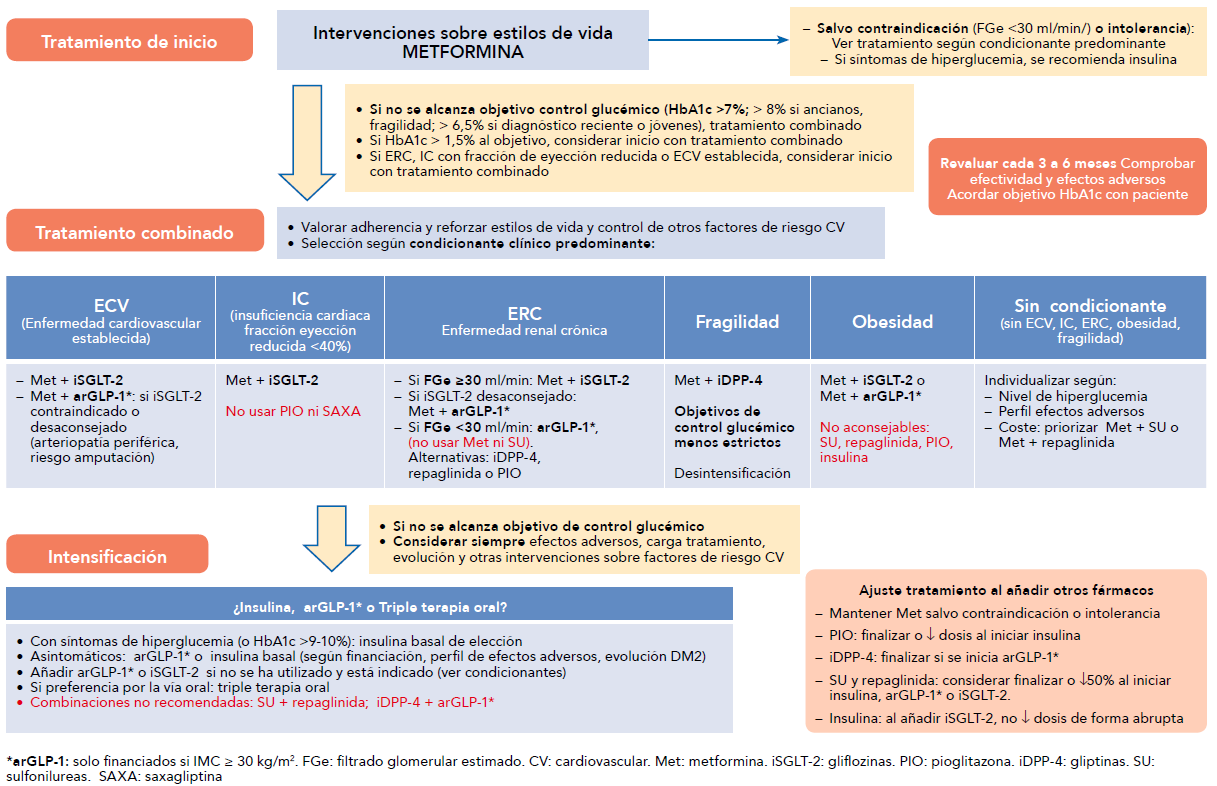 Tratamiento de inicio
Intervenciones sobre estilos de vida
METFORMINA
– Salvo contraindicación (FGe <30 ml/min/) o intolerancia):
Ver tratamiento según condicionante predominante
– Si síntomas de hiperglucemia, se recomienda insulina
• Si no se alcanza objetivo control glucémico (HbA1c >7%; > 8% si ancianos,
fragilidad; > 6,5% si diagnóstico reciente o jóvenes), tratamiento combinado
• Si HbA1c > 1,5% al objetivo, considerar inicio con tratamiento combinado
• Si ERC, IC con fracción de eyección reducida o ECV establecida, considerar inicio
con tratamiento combinado
Revaluar cada 3 a 6 meses Comprobar
efectividad y efectos adversos
Acordar objetivo HbA1c con paciente
Tratamiento combinado
• Valorar adherencia y reforzar estilos de vida y control de otros factores de riesgo CV
• Selección según condicionante clínico predominante:
ECV
(Enfermedad cardiovascular
establecida)
– Met + iSGLT-2
– Met + arGLP-1*: si iSGLT-2
contraindicado o
desaconsejado
(arteriopatía periférica,
riesgo amputación)
IC
(insuficiencia cardiaca
fracción eyección
reducida <40%)
Met + iSGLT-2
No usar PIO ni SAXA
ERC
Enfermedad renal crónica
– Si FGe ≥30 ml/min: Met + iSGLT-2
– Si iSGLT-2 desaconsejado:
Met + arGLP-1*
– Si FGe <30 ml/min: arGLP-1*,
(no usar Met ni SU).
Alternativas: iDPP-4,
repaglinida o PIO
Fragilidad
Met + iDPP-4
Objetivos de
control glucémico
menos estrictos
Desintensificación
Obesidad
Met + iSGLT-2 o
Met + arGLP-1*
No aconsejables:
SU, repaglinida, PIO,
insulina
Sin condicionante
(sin ECV, IC, ERC, obesidad,
fragilidad)
Individualizar según:
– Nivel de hiperglucemia
– Perfil efectos adversos
– Coste: priorizar Met + SU o
Met + repaglinida
Intensificación
• Si no se alcanza objetivo de control glucémico
• Considerar siempre efectos adversos, carga tratamiento,
evolución y otras intervenciones sobre factores de riesgo CV
¿Insulina, arGLP-1* o Triple terapia oral?
• Con síntomas de hiperglucemia (o HbA1c >9-10%): insulina basal de elección
• Asintomáticos: arGLP-1* o insulina basal (según financiación, perfil de efectos adversos, evolución DM2)
• Añadir arGLP-1* o iSGLT-2 si no se ha utilizado y está indicado (ver condicionantes)
• Si preferencia por la via oral: triple terapia oral
• Combinaciones no recomendadas: SU + repaglinida; iDPP-4 + arGLP-1*
Ajuste tratamiento al añadir otros fármacos
– Mantener Met salvo contraindicación o intolerancia
– PIO: finalizar o ↓ dosis al iniciar insulina
– iDPP-4: finalizar si se inicia arGLP-1*
– SU y repaglinida: considerar finalizar o ↓50% al iniciar
insulina, arGLP-1* o iSGLT-2.
– Insulina: al añadir iSGLT-2, no ↓ dosis de forma abrupta
*arGLP-1: solo financiados si IMC ≥ 30 kg/m². FGe: filtrado glomerular estimado. CV: cardiovascular. Met: metformina. iSGLT-2: gliflozinas. PIO: pioglitazona. iDPP-4: gliptinas. SU:
sulfonilureas. SAXA: saxagliptina